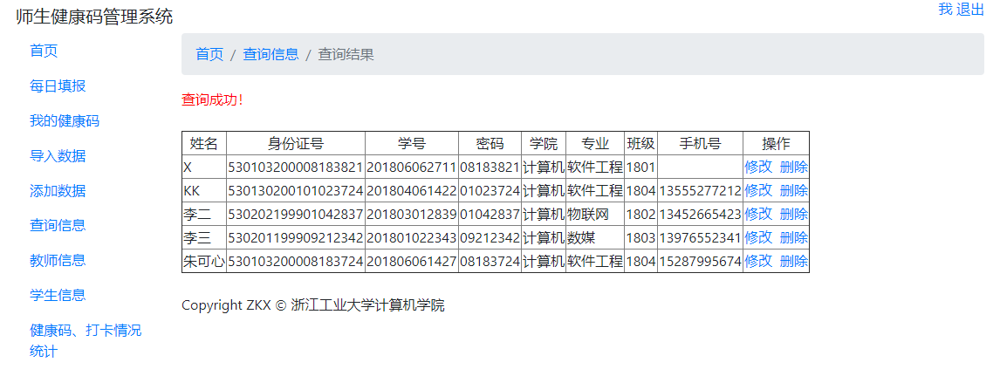 师生健康码管理系统
我 退出
首页
每日填报
我的健康码
导入数据
添加数据
查询信息
教师信息
学生信息
健康码、打卡情况
统计
首页 / 查询信息 / 查询结果
查询成功!
姓名 身份证号 学号 密码 学院 专业 班级 手机号 操作
X 530103200008183821 201806062711 08183821 计算机 软件工程 1801 修改 删除
KK 530130200101023724 201804061422 01023724 计算机 软件工程 1804 13555277212 修改 删除
李二 530202199901042837 201803012839 01042837 计算机 物联网 1802 13452665423 修改 删除
李三 530201199909212342 201801022343 09212342 计算机 数媒 1803 13976552341 修改 删除
朱可心 530103200008183724 201806061427 08183724 计算机 软件工程 1804 15287995674 修改 删除
Copyright ZKX © 浙江工业大学计算机学院